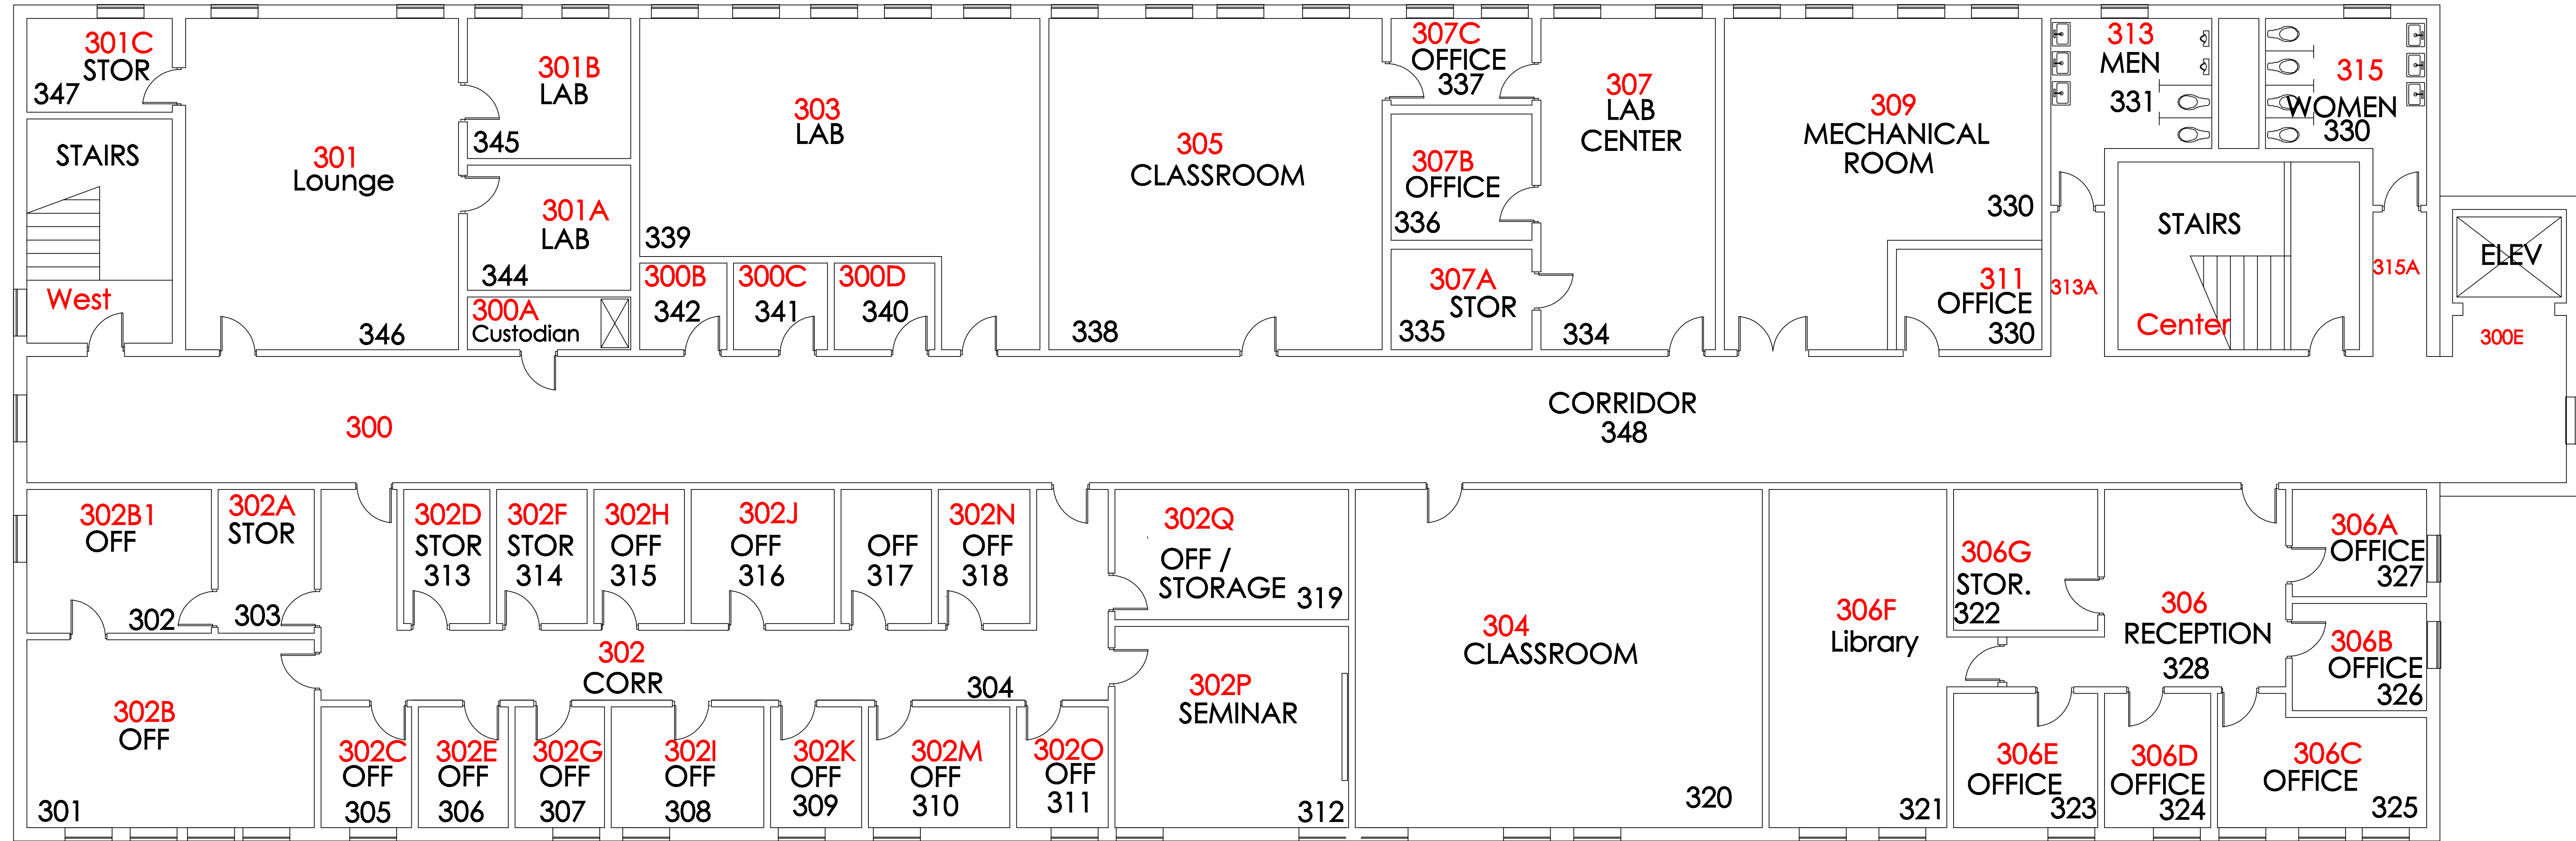 301C
STOR
347
STAIRS
West
301
Lounge
346
301B
LAB
345
301A
LAB
344
300A
Custodian
303
LAB
339
300B
342
300C
341
300D
340
305
CLASSROOM
338
307C
OFFICE
337
307B
OFFICE
336
307A
STOR
335
307
LAB
CENTER
334
309
MECHANICAL
ROOM
330
311
OFFICE
330
313
MEN
331
313A
STAIRS
Center
315
WOMEN
330
315A
ELEV
300E
300
CORRIDOR
348
302B1
OFF
302
302A
STOR
303
302D
STOR
313
302F
STOR
314
302H
OFF
315
302J
OFF
316
OFF
317
302N
OFF
318
302Q
OFF /
STORAGE
319
302
CORR
304
302B
OFF
301
302C
OFF
305
302E
OFF
306
302G
OFF
307
302I
OFF
308
302K
OFF
309
302M
OFF
310
302O
OFF
311
302P
SEMINAR
312
304
CLASSROOM
320
306F
Library
321
306G
STOR.
322
306
RECEPTION
328
306A
OFFICE
327
306B
OFFICE
326
306E
OFFICE
323
306D
OFFICE
324
306C
OFFICE
325